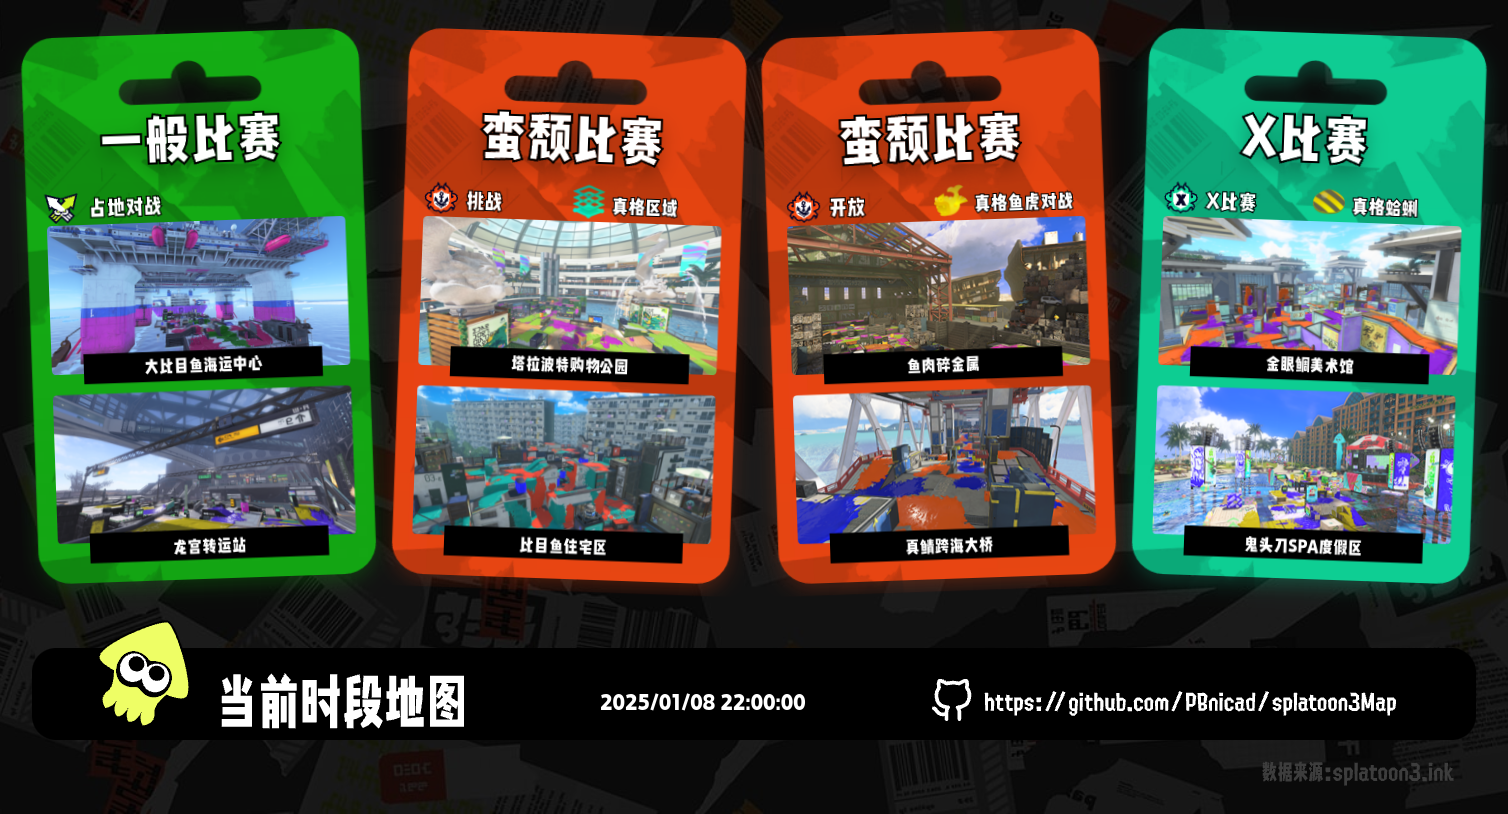 一般比赛
占地对战
大比目鱼海运中心
龙宫转运站
蛮颓比赛
挑战
真格区域
塔拉波特购物公园
比目鱼住宅区
蛮颓比赛
开放
真格鱼虎对战
鱼肉碎金属
真鲭跨海大桥
X比赛
X比赛
真格蛤蜊
金眼鲷美术馆
鬼头刀SPA度假区
当前时段地图
2025/01/08 22:00:00
https://github.com/PBnicad/splatoon3Map
数据来源:splatoon3.ink